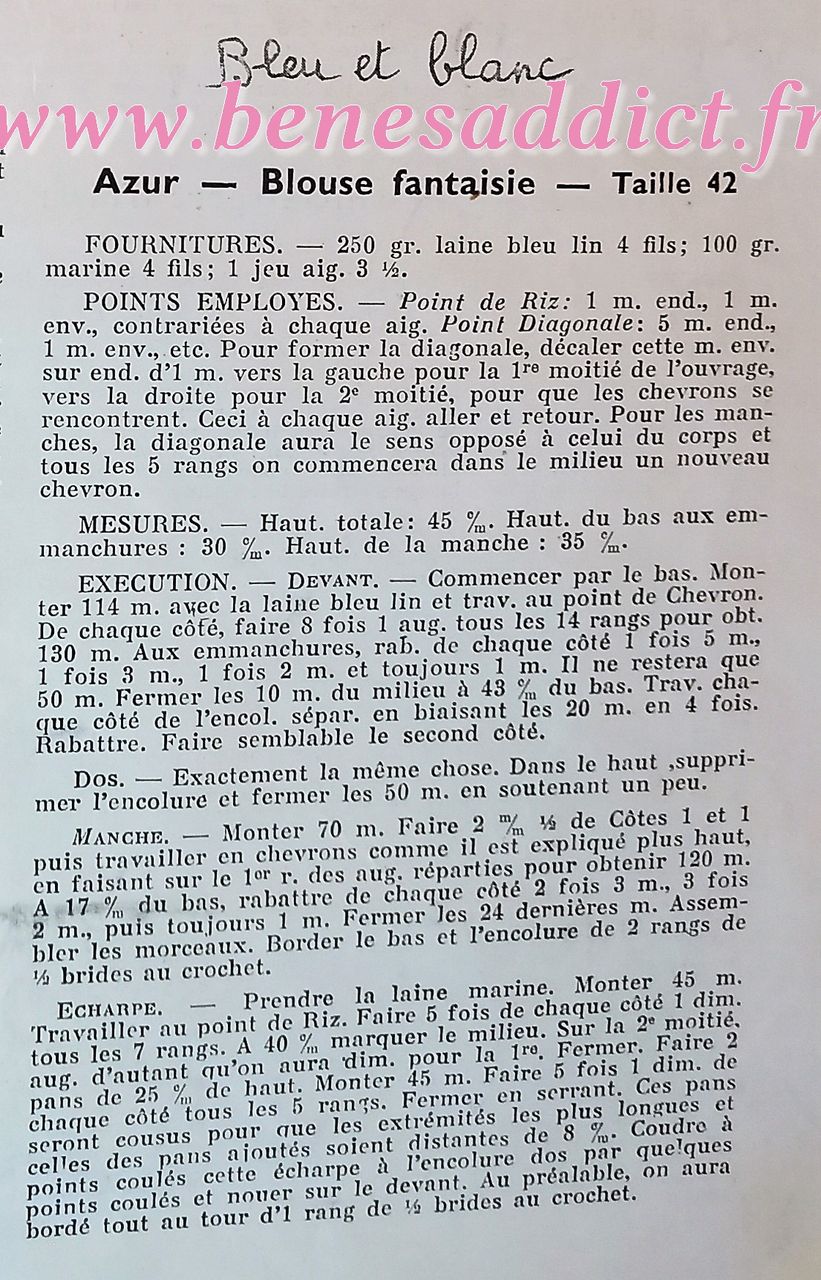 Bleu et blanc
www.benesaddict.fr
Azur — Blouse fantaisie — Taille 42
FOURNITURES. — 250 gr. laine bleu lin 4 fils; 100 gr.
marine 4 fils; 1 jeu aig. 3 ½.
POINTS EMPLOYES. — Point de Riz: 1 m. end., 1 m.
env., contrariées à chaque aig. Point Diagonale: 5 m. end.,
1 m. env., etc. Pour former la diagonale, décaler cette m. env.
sur end. d'1 m. vers la gauche pour la 1re moitié de l'ouvrage,
vers la droite pour la 2e moitié, pour que les chevrons se
rencontrent. Ceci à chaque aig. aller et retour. Pour les man-
ches, la diagonale aura le sens opposé à celui du corps et
tous les 5 rangs on commencera dans le milieu un nouveau
chevron.
MESURES. — Haut. totale: 45 c/m. Haut. du bas aux em-
manchures : 30 c/m. Haut. de la manche : 35 c/m.
EXECUTION. — DEVANT. — Commencer par le bas. Mon-
ter 114 m. avec la laine bleu lin et trav. au point de Chevron.
De chaque côté, faire 8 fois 1 aug. tous les 14 rangs pour obt.
130 m. Aux emmanchures, rab. de chaque côté 1 fois 5 m.,
1 fois 3 m., 1 fois 2 m. et toujours 1 m. Il ne restera que
50 m. Fermer les 10 m. du milieu à 43 c/m du bas. Trav. cha-
que côté de l'encol. sépar. en biaisant les 20 m. en 4 fois.
Rabattre. Faire semblable le second côté.
DOS. — Exactement la même chose. Dans le haut ,suppri-
mer l'encolure et fermer les 50 m. en soutenant un peu.
MANCHE. — Monter 70 m. Faire 2 m/m ½ de Côtes 1 et 1
puis travailler en chevrons comme il est expliqué plus haut,
en faisant sur le 1er r. des aug. réparties pour obtenir 120 m.
A 17 c/m du bas, rabattre de chaque côté 2 fois 3 m., 3 fois
2 m., puis toujours 1 m. Fermer les 24 dernières m. Assem-
bler les morceaux. Border le bas et l'encolure de 2 rangs de
½ brides au crochet.
ECHARPE. — Prendre la laine marine. Monter 45 m.
Travailler au point de Riz. Faire 5 fois de chaque côté 1 dim.
tous les 7 rangs. A 40 c/m marquer le milieu. Sur la 2e moitié,
aug. d'autant qu'on aura dim. pour la 1re. Fermer. Faire 2
pans de 25 c/m de haut. Monter 45 m. Faire 5 fois 1 dim. de
chaque côté tous les 5 rangs. Fermer en serrant. Ces pans
seront cousus pour que les extrémités les plus longues et
celles des pans ajoutés soient distantes de 8 c/m. Coudre à
points coulés cette écharpe à l'encolure dos par quelques
points coulés et nouer sur le devant. Au préalable, on aura
bordé tout au tour d'1 rang de ½ brides au crochet.